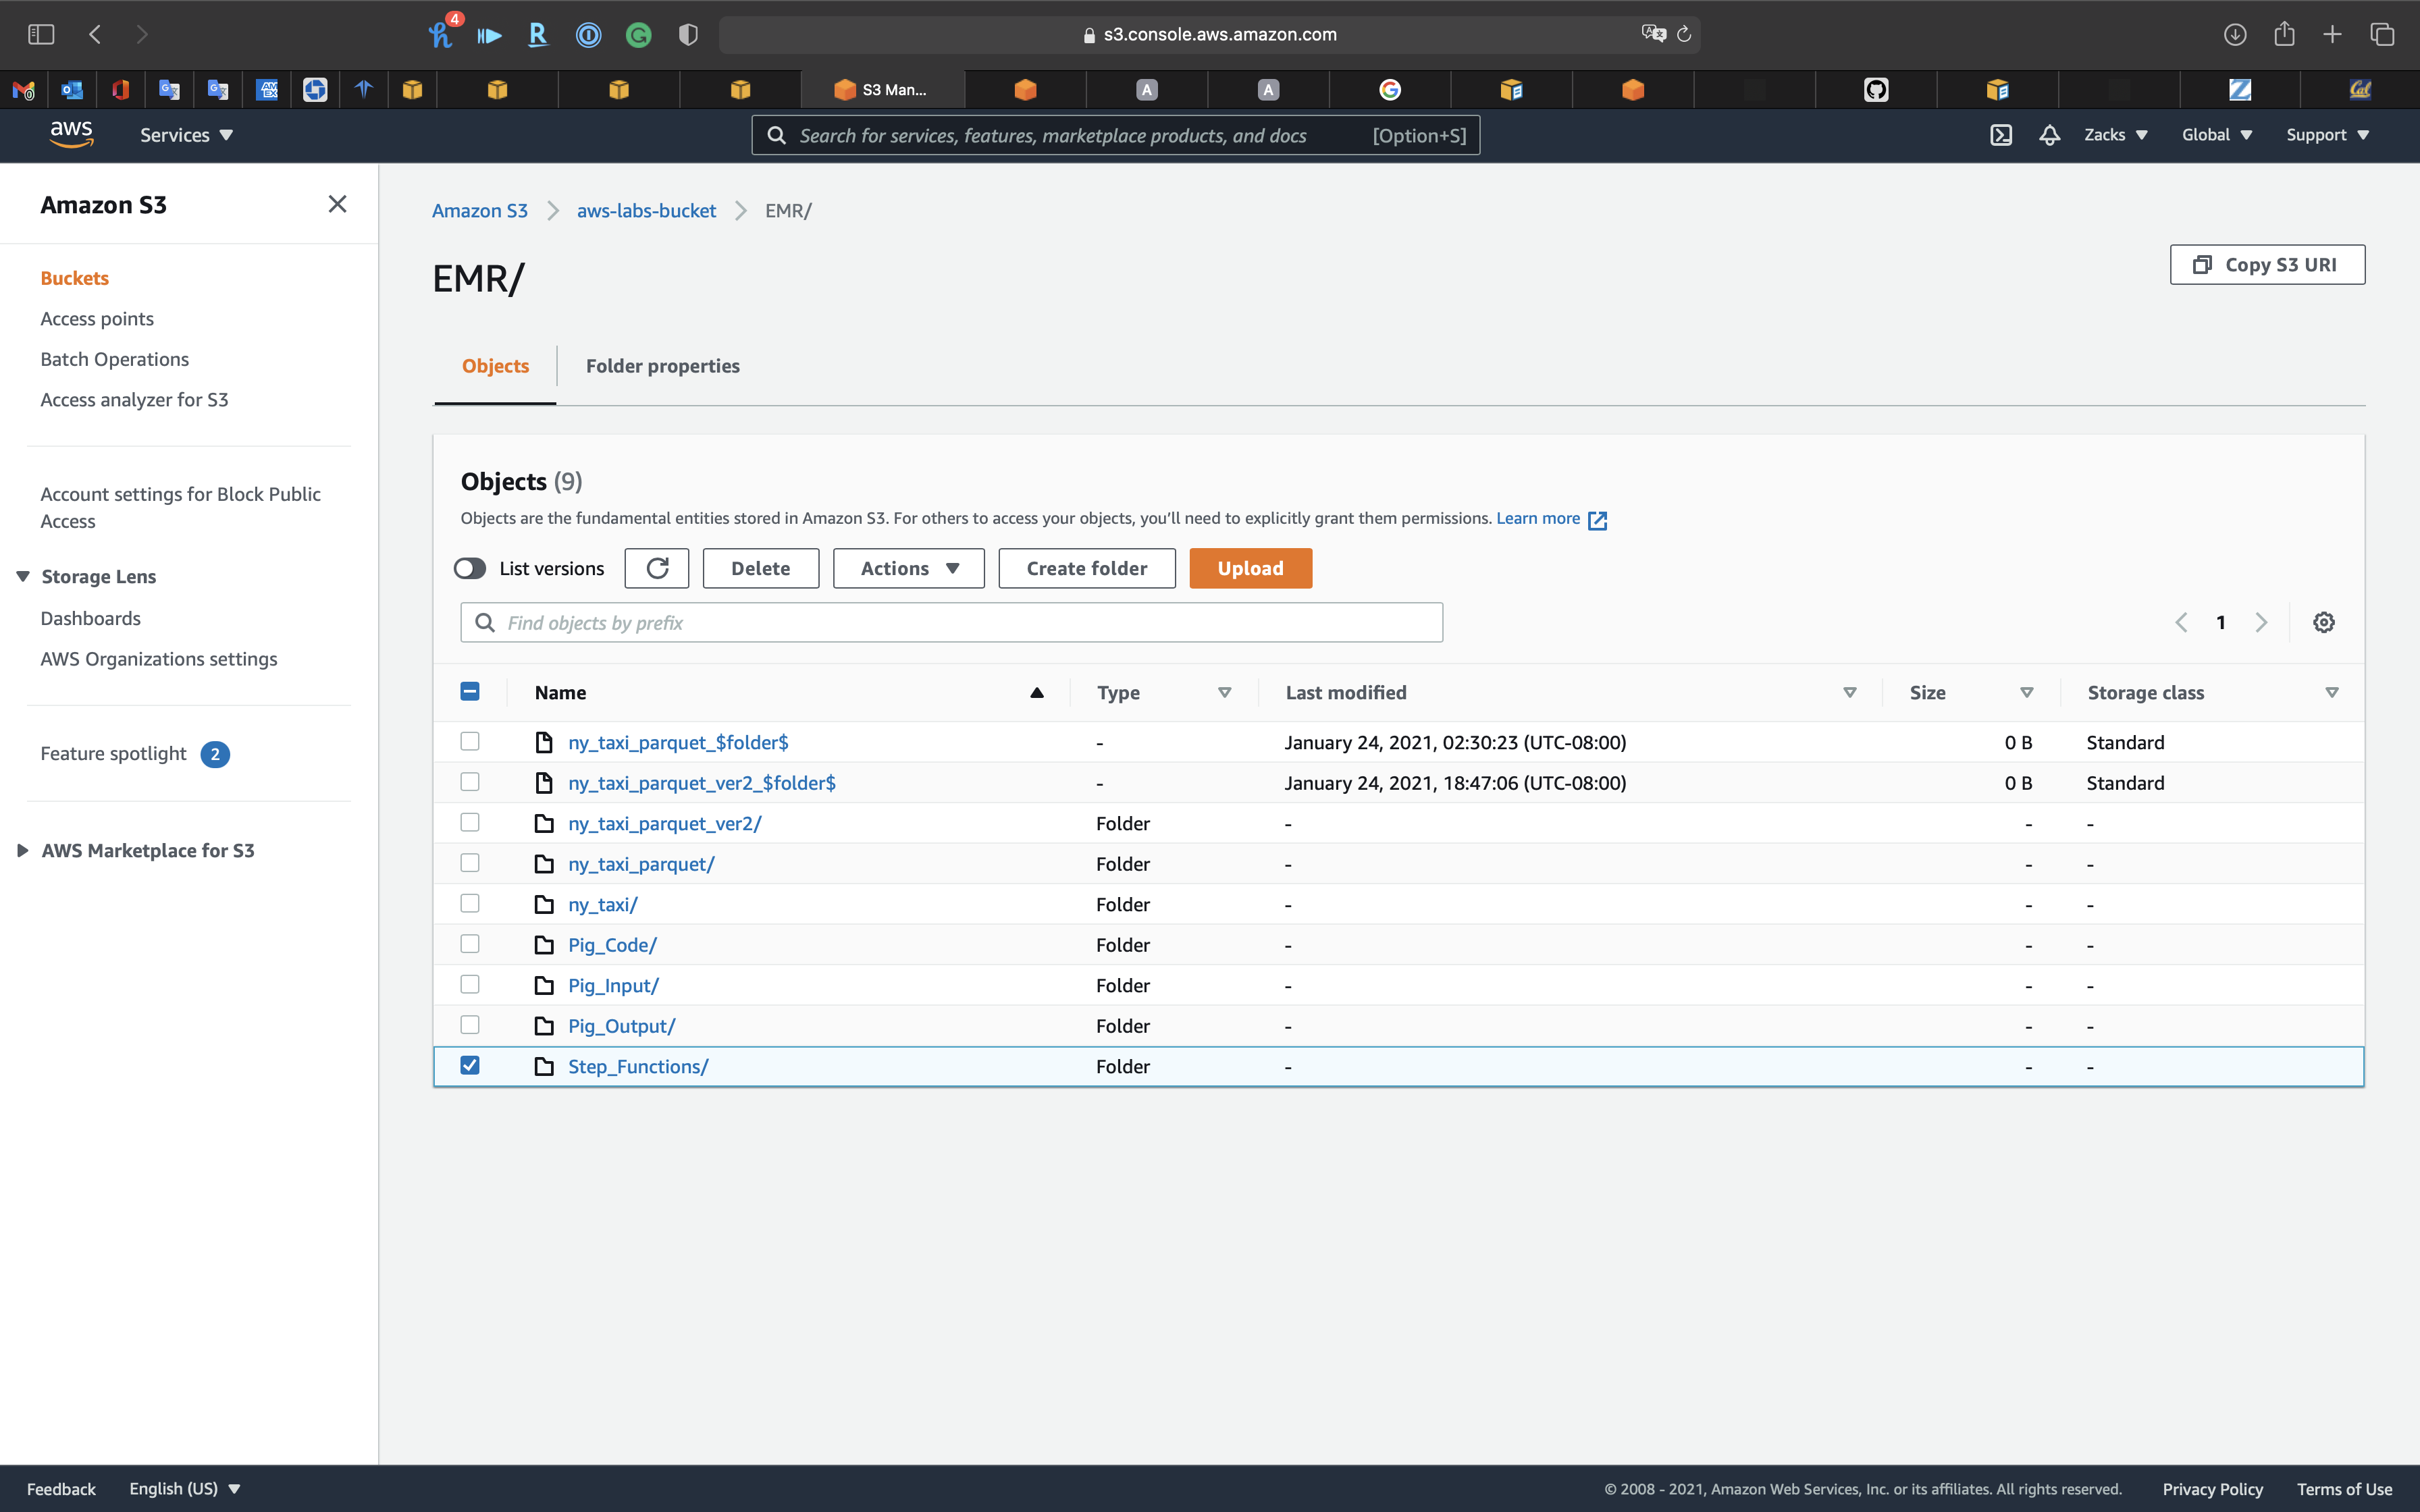 4
s3.console.aws.amazon.com
S3 Man...
aws
Services
Search for services, features, marketplace products, and docs [Option+S]
Zacks
Global
Support
Amazon S3
Buckets
Access points
Batch Operations
Access analyzer for S3
Account settings for Block Public
Access
Storage Lens
Dashboards
AWS Organizations settings
Feature spotlight 2
AWS Marketplace for S3
Amazon S3 > aws-labs-bucket > EMR/
EMR/
Copy S3 URI
Objects
Folder properties
Objects (9)
Objects are the fundamental entities stored in Amazon S3. For others to access your objects, you’ll need to explicitly grant them permissions. Learn more
List versions
Delete
Actions
Create folder
Upload
Find objects by prefix
1
Name Type Last modified Size Storage class
ny_taxi_parquet_$folder$ - January 24, 2021, 02:30:23 (UTC-08:00) 0 B Standard
ny_taxi_parquet_ver2_$folder$ - January 24, 2021, 18:47:06 (UTC-08:00) 0 B Standard
ny_taxi_parquet_ver2/ Folder - - -
ny_taxi_parquet/ Folder - - -
ny_taxi/ Folder - - -
Pig_Code/ Folder - - -
Pig_Input/ Folder - - -
Pig_Output/ Folder - - -
Step_Functions/ Folder - - -
Feedback
English (US)
© 2008 - 2021, Amazon Web Services, Inc. or its affiliates. All rights reserved.
Privacy Policy
Terms of Use